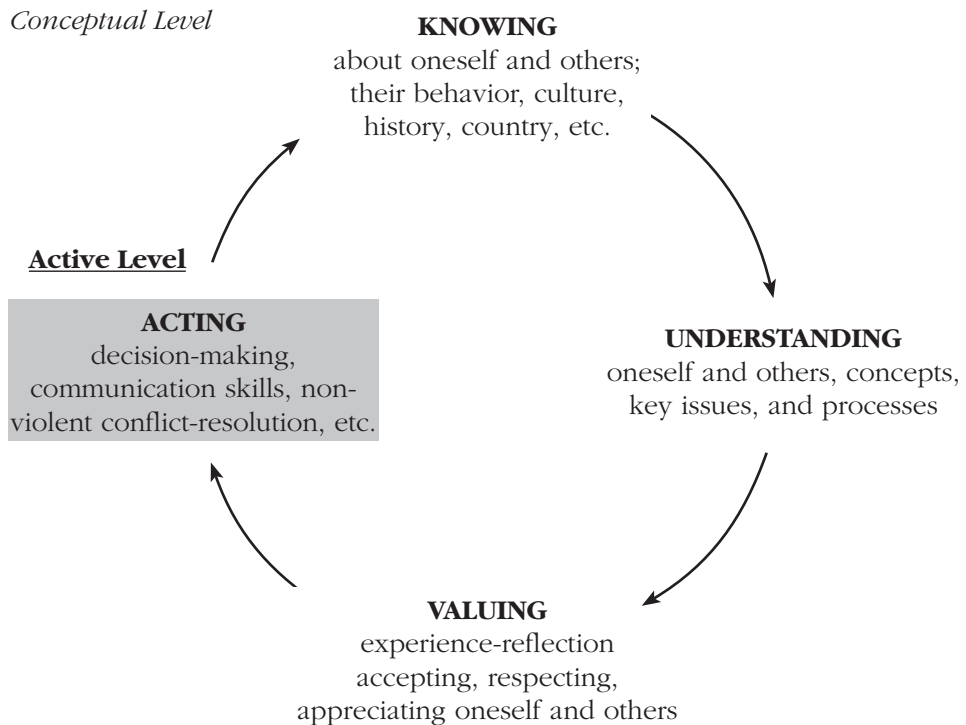 Conceptual Level
KNOWING
about oneself and others;
their behavior, culture,
history, country, etc.
Active Level
ACTING
decision-making,
communication skills, non-
violent conflict-resolution, etc.
UNDERSTANDING
oneself and others, concepts,
key issues, and processes
VALUING
experience-reflection
accepting, respecting,
appreciating oneself and others